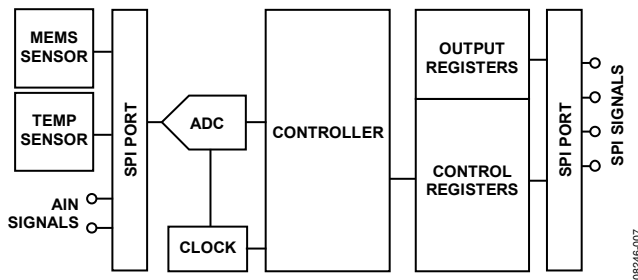 MEMS
SENSOR
TEMP
SENSOR
AIN
SIGNALS
SPI PORT
ADC
CLOCK
CONTROLLER
OUTPUT
REGISTERS
CONTROL
REGISTERS
SPI PORT
SPI SIGNALS
08246-007